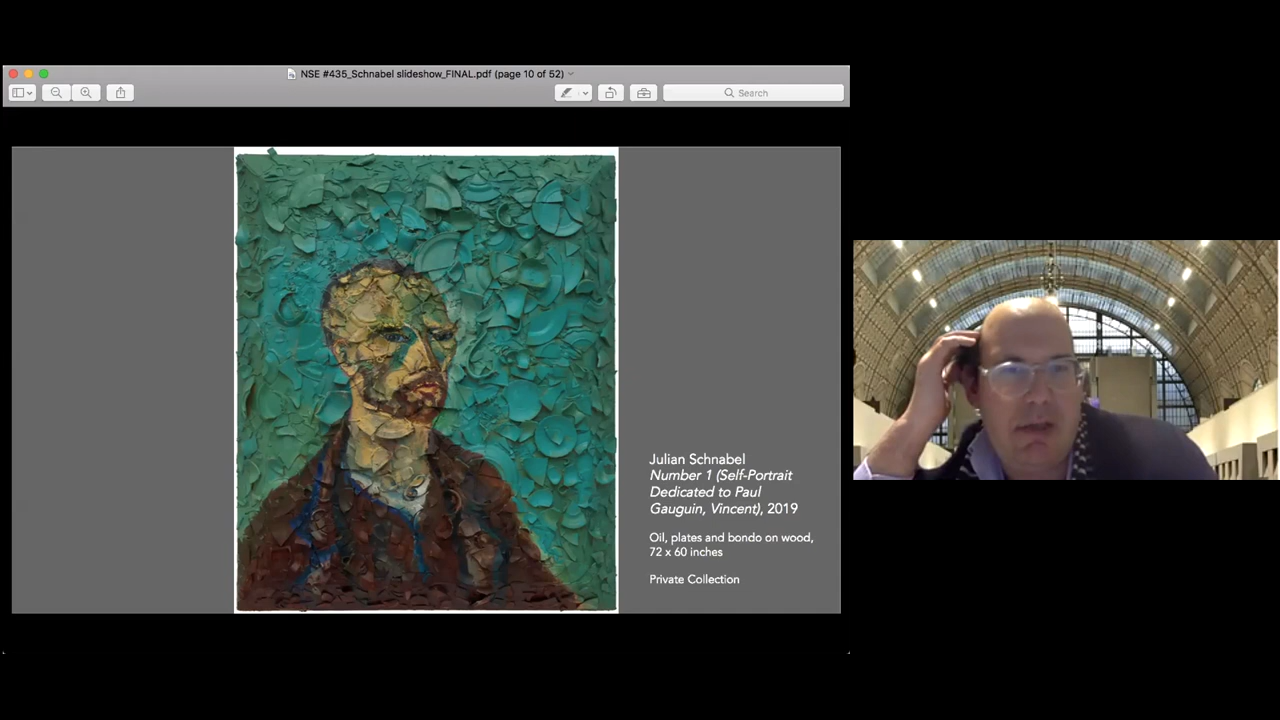 NSE #435_Schnabel slideshow_FINAL.pdf (page 10 of 52)
Search
Julian Schnabel
Number 1 (Self-Portrait
Dedicated to Paul
Gauguin, Vincent), 2019
Oil, plates and bondo on wood,
72 x 60 inches
Private Collection